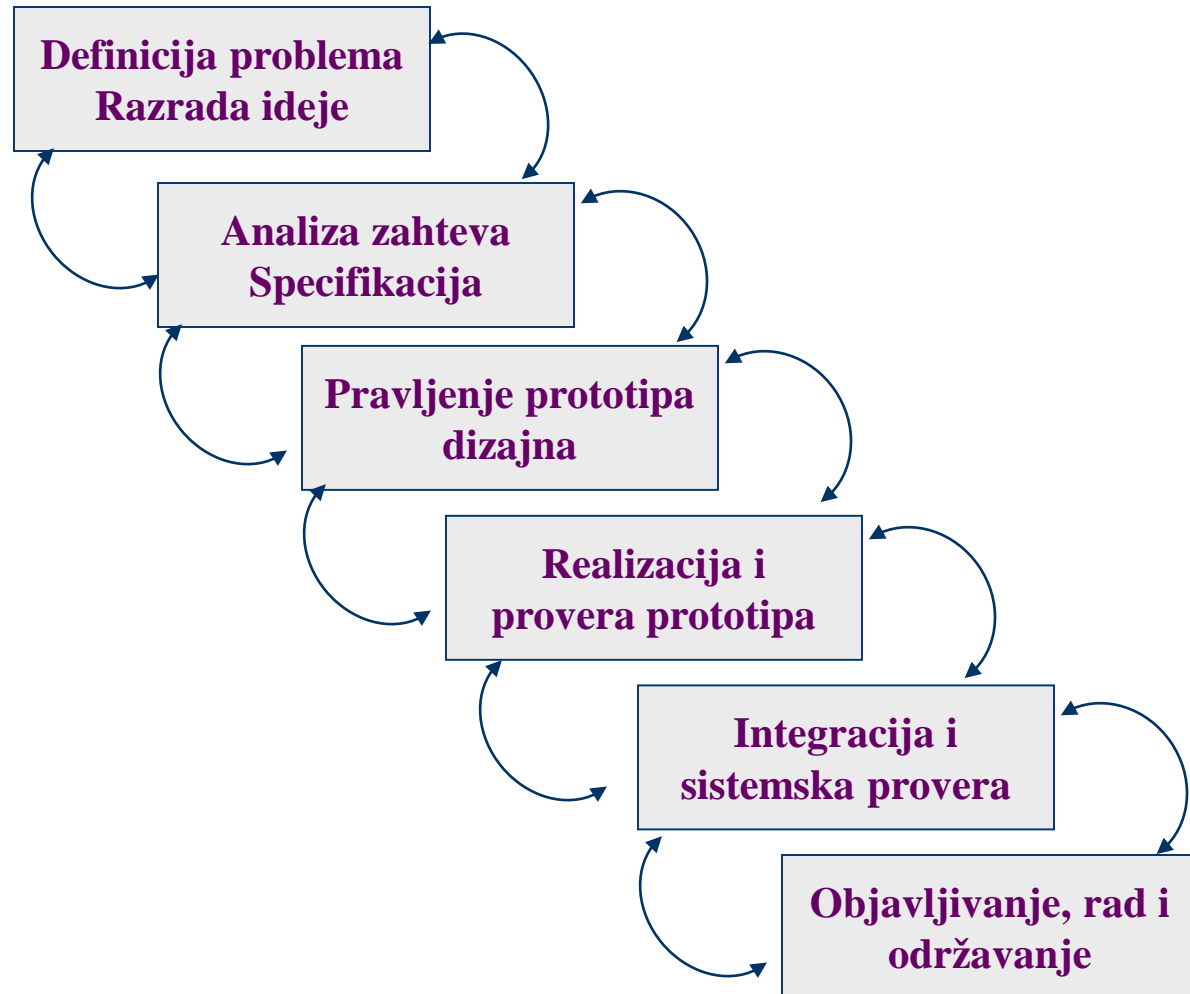 Definicija problema
Razrada ideje
Analiza zahteva
Specifikacija
Pravljenje prototipa
dizajna
Realizacija i
provera prototipa
Integracija i
sistemska provera
Objavljivanje, rad i
održavanje